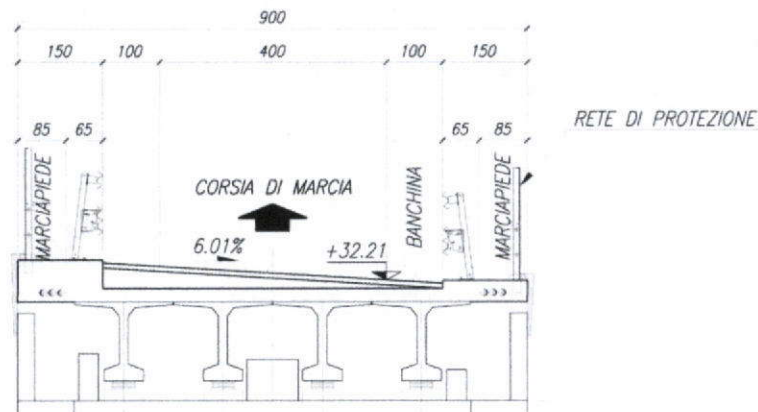 900
150 100 400 100 150
85 65 65 85
RETE DI PROTEZIONE
MARCIAPIEDE
CORSIA DI MARCIA
BANCHINA
MARCIAPIEDE
6.01%
+32.21